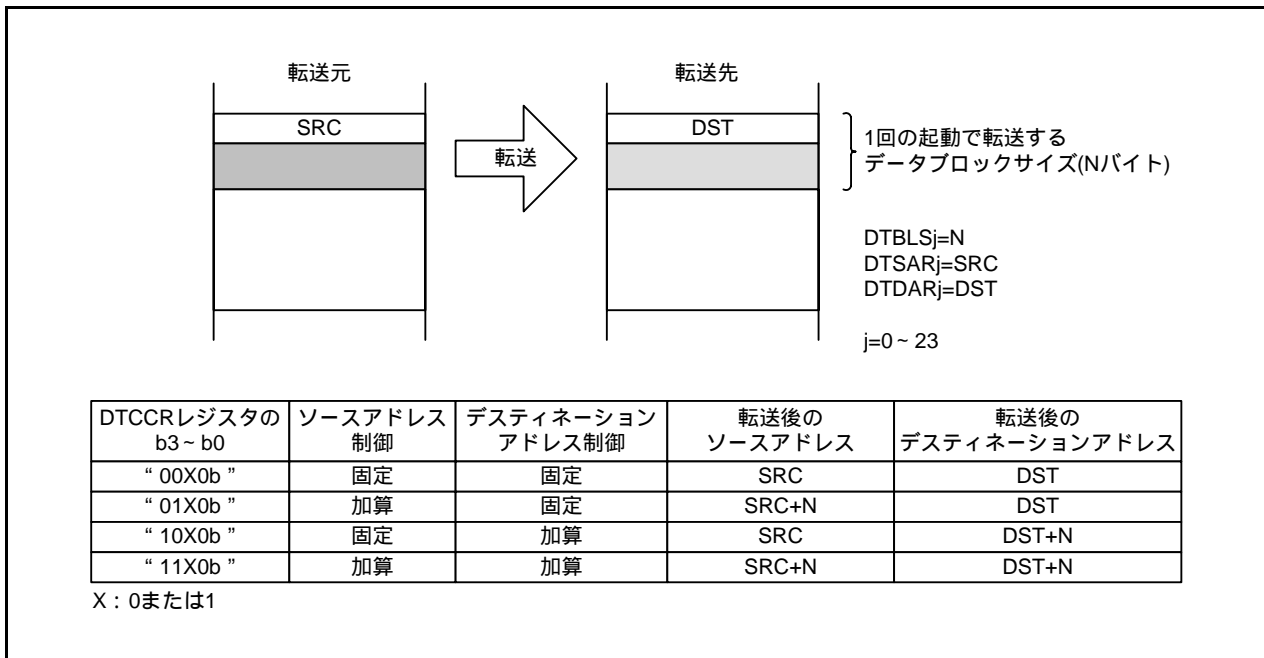 転送元
転送先
SRC
DST
転送
1回の起動で転送する
データブロックサイズ(Nバイト)
DTBLSj=N
DTSARj=SRC
DTDARj=DST
j=0~23
DTCCRレジスタの b3~b0 ソースアドレス制御 デスティネーションアドレス制御 転送後のソースアドレス 転送後のデスティネーションアドレス
“00X0b” 固定 固定 SRC DST
“01X0b” 加算 固定 SRC+N DST
“10X0b” 固定 加算 SRC DST+N
“11X0b” 加算 加算 SRC+N DST+N
X:0または1